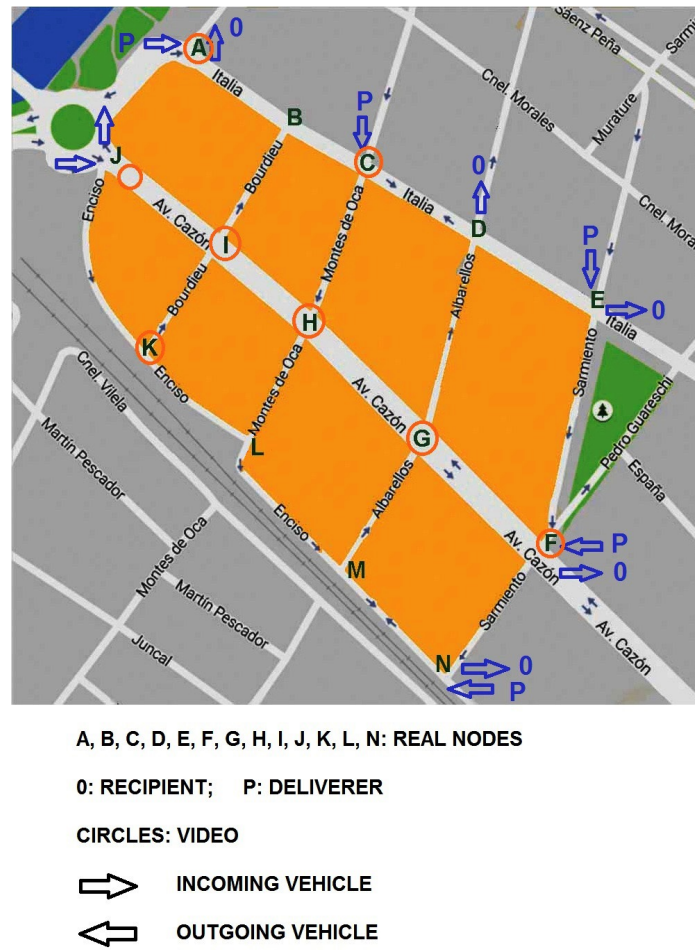 Sáenz Peña
Sarmi
0
P
A
Cnel. Morales
Murature
Italia
B
P
C
J
Bourdieu
0
Italia
D
Cnel. Mora
Enciso
Av. Cazón
I
Montes de Oca
P
E
0
Italia
Bourdieu
Albarellos
H
Sarmiento
K
Enciso
Montes de Oca
Av. Cazón
Pedro Guareschi
Cnel. Vilela
G
España
L
Martín Pescador
Albarellos
Enciso
Av. Cazón
F
P
0
Montes de Oca
M
Martín Pescador
Sarmiento
Av. Cazón
Juncal
N
0
P
A, B, C, D, E, F, G, H, I, J, K, L, N: REAL NODES
0: RECIPIENT; P: DELIVERER
CIRCLES: VIDEO
INCOMING VEHICLE
OUTGOING VEHICLE